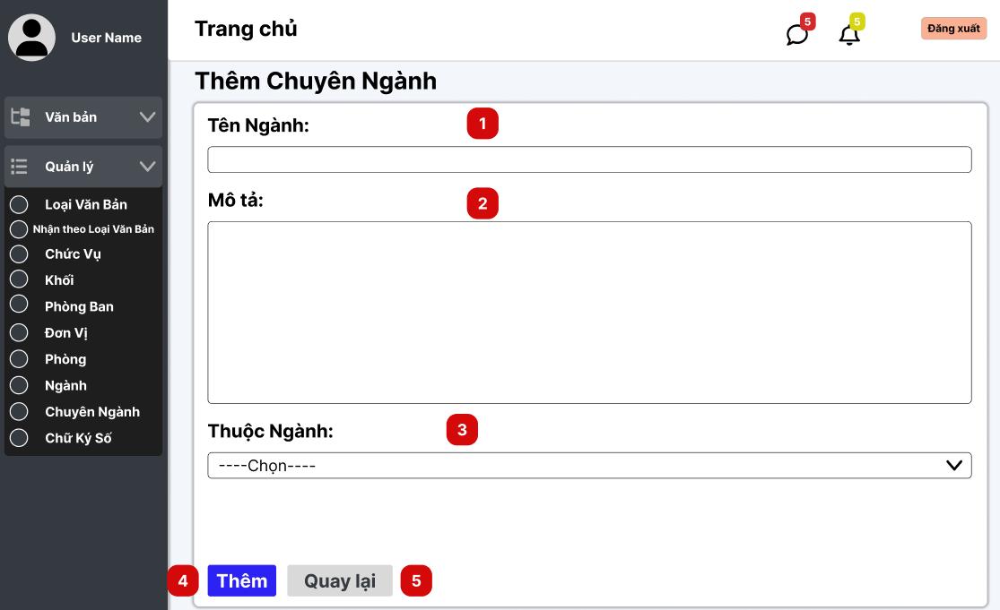 User Name
Văn bản
Quản lý
Loại Văn Bản
Nhận theo Loại Văn Bản
Chức Vụ
Khối
Phòng Ban
Đơn Vị
Phòng
Ngành
Chuyên Ngành
Chữ Ký Số
Trang chủ
5
5
Đăng xuất
Thêm Chuyên Ngành
Tên Ngành:
1
Mô tả:
2
Thuộc Ngành:
3
----Chọn----
4
Thêm
Quay lại
5